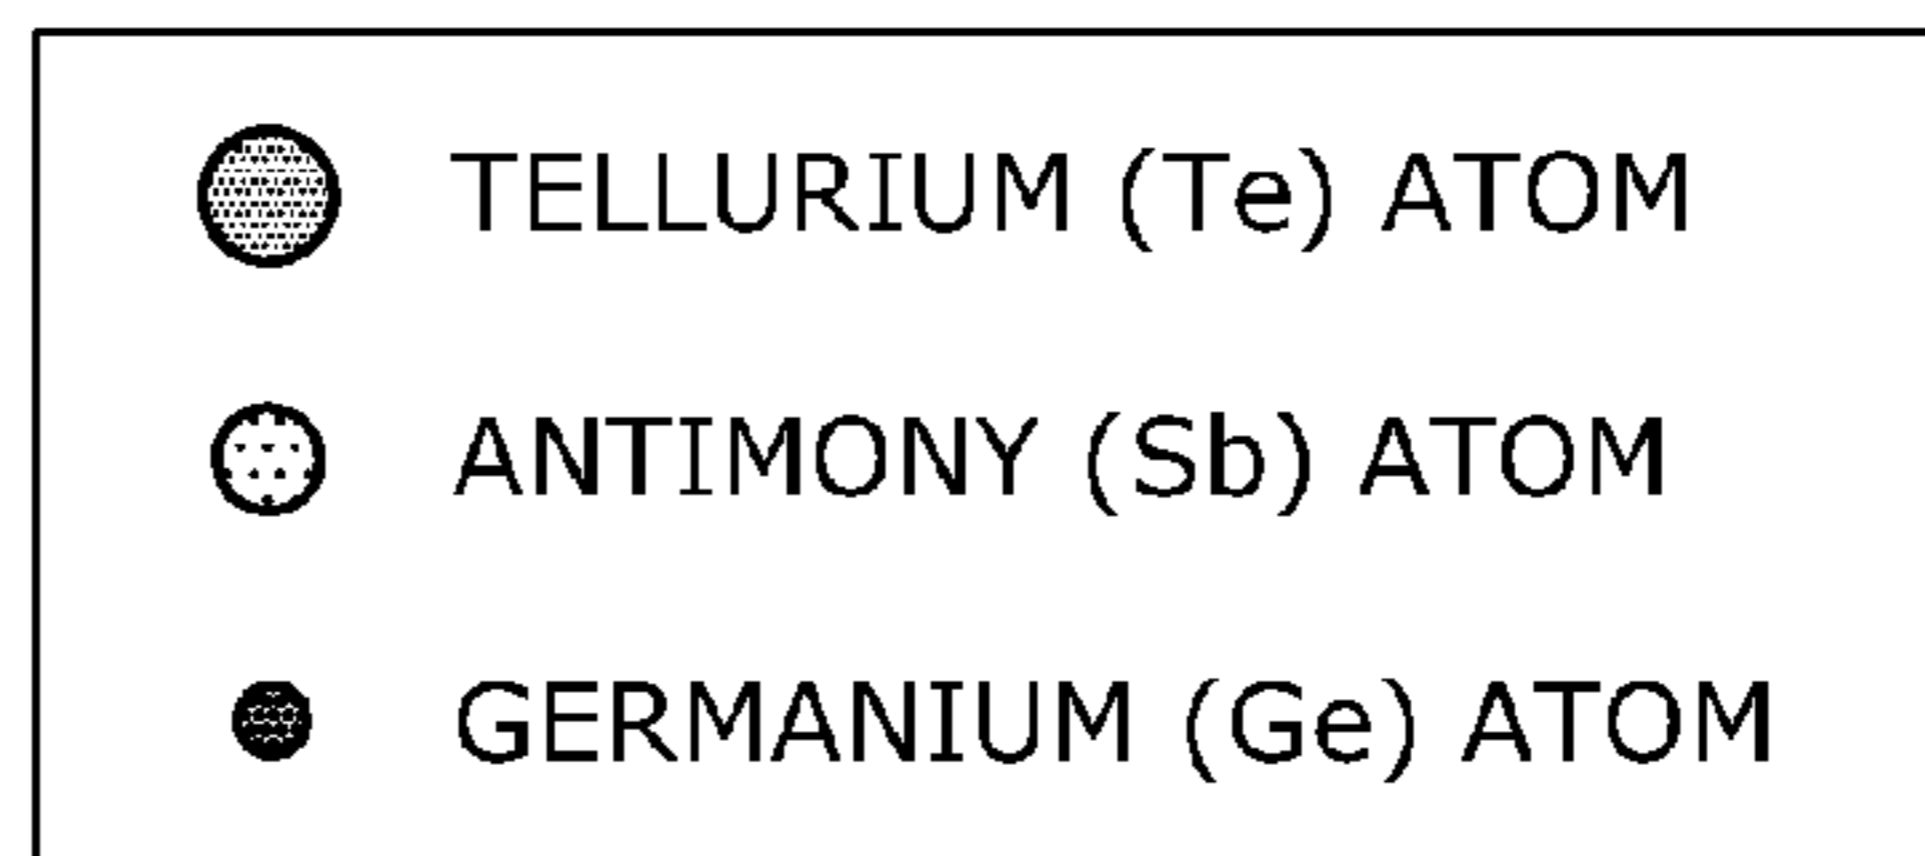 TELLURIUM (Te) ATOM
ANTIMONY (Sb) ATOM
GERMANIUM (Ge) ATOM